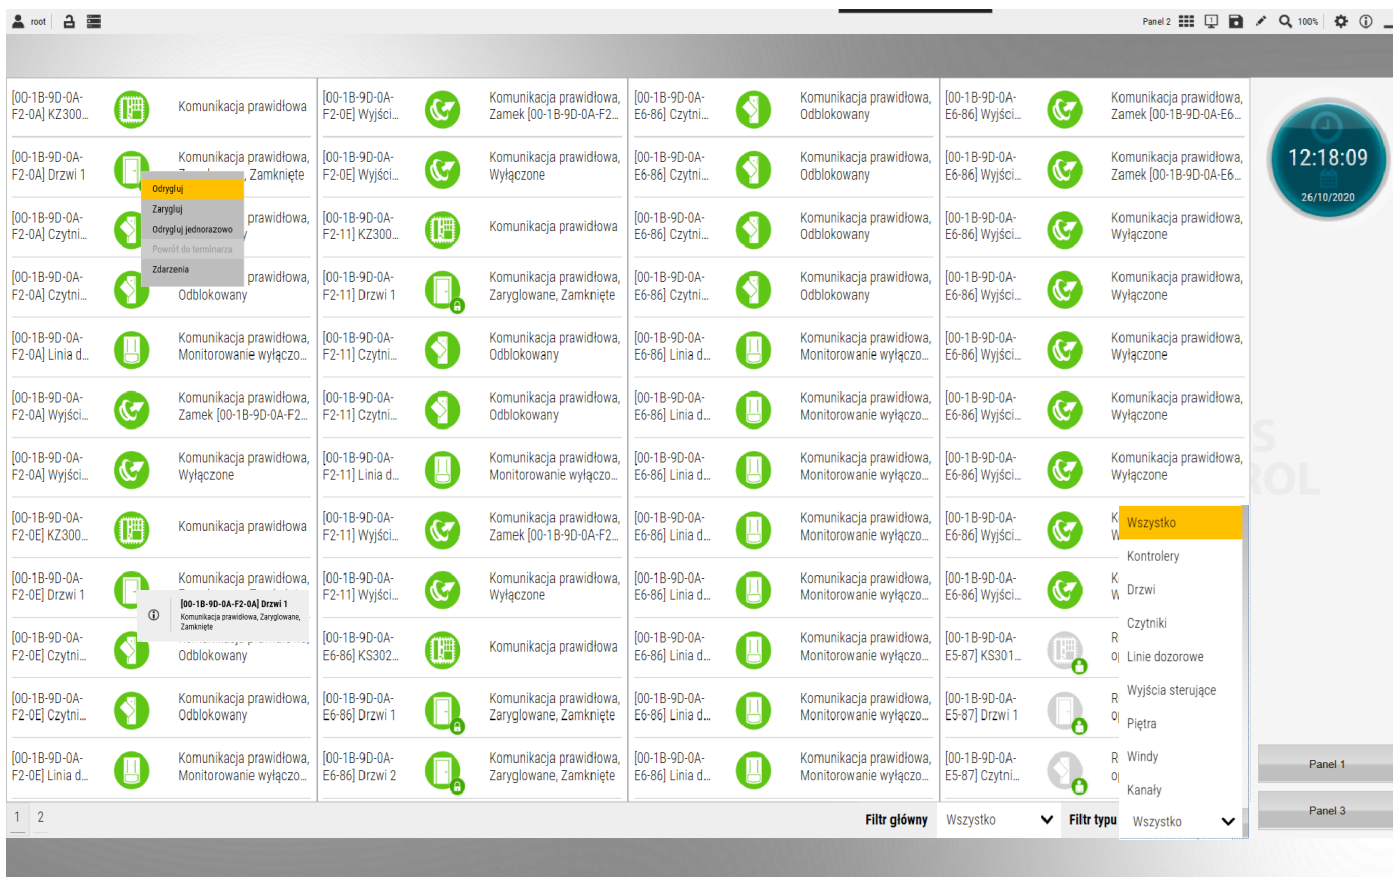 root
Panel 2
1
100%
[00-1B-9D-0A-
F2-0A] KZ300...
Komunikacja prawidłowa
[00-1B-9D-0A-
F2-0A] Drzwi 1
Komunikacja prawidłowa,
Zamknięte
[00-1B-9D-0A-
F2-0A] Czytni...
prawidłowa,
[00-1B-9D-0A-
F2-0A] Czytni...
prawidłowa,
Odblokowany
[00-1B-9D-0A-
F2-0A] Linia d...
Komunikacja prawidłowa,
Monitorowanie wyłączo...
[00-1B-9D-0A-
F2-0A] Wyjści...
Komunikacja prawidłowa,
Zamek [00-1B-9D-0A-F2...
[00-1B-9D-0A-
F2-0A] Wyjści...
Komunikacja prawidłowa,
Wyłączone
[00-1B-9D-0A-
F2-0E] KZ300...
Komunikacja prawidłowa
[00-1B-9D-0A-
F2-0E] Drzwi 1
Komunikacja prawidłowa,
[00-1B-9D-0A-
F2-0E] Czytni...
Odblokowany
[00-1B-9D-0A-
F2-0E] Czytni...
Komunikacja prawidłowa,
Odblokowany
[00-1B-9D-0A-
F2-0E] Linia d...
Komunikacja prawidłowa,
Monitorowanie wyłączo...
Odrygluj
Zarygluj
Odrygluj jednorazowo
Powrót do terminarza
Zdarzenia
[00-1B-9D-0A-F2-0A] Drzwi 1
Komunikacja prawidłowa, Zaryglowane,
Zamknięte
[00-1B-9D-0A-
F2-0E] Wyjści...
Komunikacja prawidłowa,
Zamek [00-1B-9D-0A-F2...
[00-1B-9D-0A-
F2-0E] Wyjści...
Komunikacja prawidłowa,
Wyłączone
[00-1B-9D-0A-
F2-11] KZ300...
Komunikacja prawidłowa
[00-1B-9D-0A-
F2-11] Drzwi 1
Komunikacja prawidłowa,
Zaryglowane, Zamknięte
[00-1B-9D-0A-
F2-11] Czytni...
Komunikacja prawidłowa,
Odblokowany
[00-1B-9D-0A-
F2-11] Czytni...
Komunikacja prawidłowa,
Odblokowany
[00-1B-9D-0A-
F2-11] Linia d...
Komunikacja prawidłowa,
Monitorowanie wyłączo...
[00-1B-9D-0A-
F2-11] Wyjści...
Komunikacja prawidłowa,
Zamek [00-1B-9D-0A-F2...
[00-1B-9D-0A-
F2-11] Wyjści...
Komunikacja prawidłowa,
Wyłączone
[00-1B-9D-0A-
E6-86] KS302...
Komunikacja prawidłowa
[00-1B-9D-0A-
E6-86] Drzwi 1
Komunikacja prawidłowa,
Zaryglowane, Zamknięte
[00-1B-9D-0A-
E6-86] Drzwi 2
Komunikacja prawidłowa,
Zaryglowane, Zamknięte
[00-1B-9D-0A-
E6-86] Czytni...
Komunikacja prawidłowa,
Odblokowany
[00-1B-9D-0A-
E6-86] Czytni...
Komunikacja prawidłowa,
Odblokowany
[00-1B-9D-0A-
E6-86] Czytni...
Komunikacja prawidłowa,
Odblokowany
[00-1B-9D-0A-
E6-86] Czytni...
Komunikacja prawidłowa,
Odblokowany
[00-1B-9D-0A-
E6-86] Linia d...
Komunikacja prawidłowa,
Monitorowanie wyłączo...
[00-1B-9D-0A-
E6-86] Linia d...
Komunikacja prawidłowa,
Monitorowanie wyłączo...
[00-1B-9D-0A-
E6-86] Linia d...
Komunikacja prawidłowa,
Monitorowanie wyłączo...
[00-1B-9D-0A-
E6-86] Linia d...
Komunikacja prawidłowa,
Monitorowanie wyłączo...
[00-1B-9D-0A-
E6-86] Linia d...
Komunikacja prawidłowa,
Monitorowanie wyłączo...
[00-1B-9D-0A-
E6-86] Linia d...
Komunikacja prawidłowa,
Monitorowanie wyłączo...
[00-1B-9D-0A-
E6-86] Linia d...
Komunikacja prawidłowa,
Monitorowanie wyłączo...
[00-1B-9D-0A-
E6-86] Linia d...
Komunikacja prawidłowa,
Monitorowanie wyłączo...
[00-1B-9D-0A-
E6-86] Wyjści...
Komunikacja prawidłowa,
Zamek [00-1B-9D-0A-E6...
[00-1B-9D-0A-
E6-86] Wyjści...
Komunikacja prawidłowa,
Zamek [00-1B-9D-0A-E6...
[00-1B-9D-0A-
E6-86] Wyjści...
Komunikacja prawidłowa,
Wyłączone
[00-1B-9D-0A-
E6-86] Wyjści...
Komunikacja prawidłowa,
Wyłączone
[00-1B-9D-0A-
E6-86] Wyjści...
Komunikacja prawidłowa,
Wyłączone
[00-1B-9D-0A-
E6-86] Wyjści...
Komunikacja prawidłowa,
Wyłączone
[00-1B-9D-0A-
E6-86] Wyjści...
Komunikacja prawidłowa,
Wyłączone
[00-1B-9D-0A-
E6-86] Wyjści...
[00-1B-9D-0A-
E6-86] Wyjści...
[00-1B-9D-0A-
E5-87] KS301...
[00-1B-9D-0A-
E5-87] Drzwi 1
[00-1B-9D-0A-
E5-87] Czytni...
Wszystko
Kontrolery
Drzwi
Czytniki
Linie dozorowe
Wyjścia sterujące
Piętra
Windy
Kanały
12:18:09
26/10/2020
S
ROL
Panel 1
Panel 3
1 2
Filtr główny Wszystko Filtr typu Wszystko